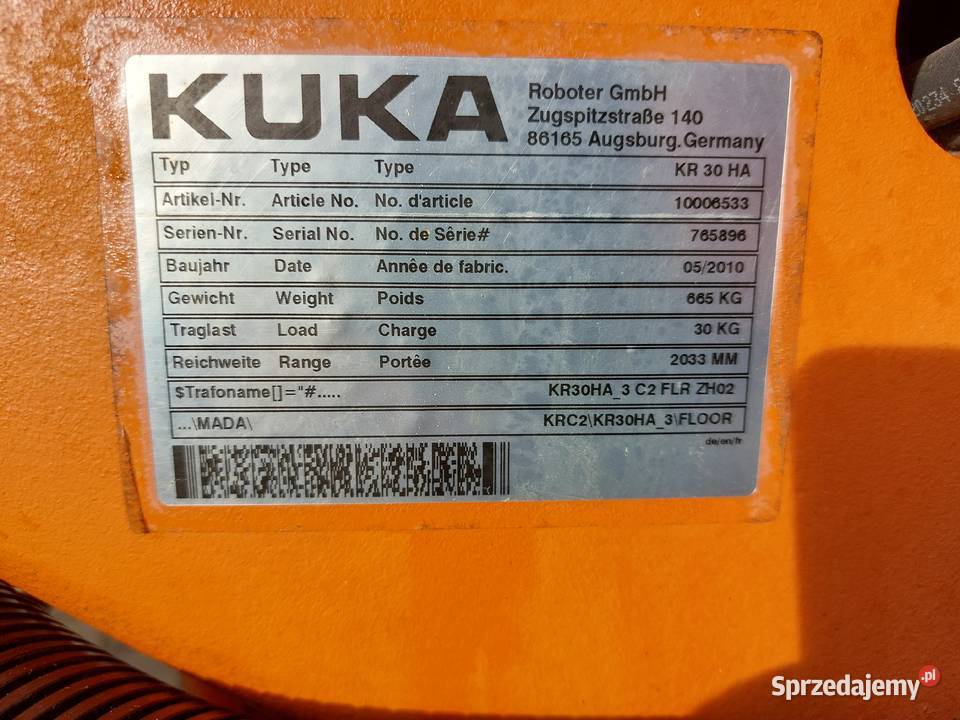 KUKA
Roboter GmbH
Zugspitzstraße 140
86165 Augsburg.Germany
Typ Type Type KR 30 HA
Artikel-Nr. Article No. No. d'article 10006533
Serien-Nr. Serial No. No. de Sêrie# 765896
Baujahr Date Annêe de fabric. 05/2010
Gewicht Weight Poids 665 KG
Traglast Load Charge 30 KG
Reichweite Range Portêe 2033 MM
$Trafoname[]="#..... KR30HA_3 C2 FLR ZH02
...\MADA\ KRC2\KR30HA_3\FLOOR
de/en/fr
Sprzedajemy.pl